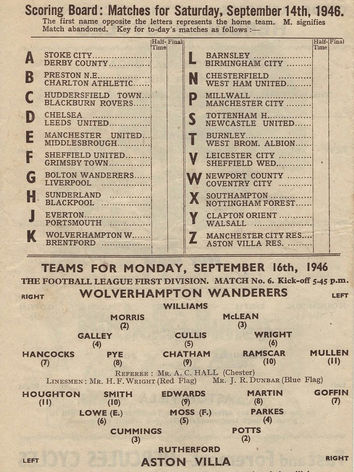 Scoring Board: Matches for Saturday, September 14th, 1946.
The first name opposite the letters represents the home team. M. signifies
Match abandoned. Key for to-day's matches as follows :—
Half- Time (Final)
A STOKE CITY
DERBY COUNTY
B PRESTON N.E.
CHARLTON ATHLETIC
C HUDDERSFIELD TOWN
BLACKBURN ROVERS
D CHELSEA
LEEDS UNITED
E MANCHESTER UNITED
MIDDLESBROUGH
F SHEFFIELD UNITED
GRIMSBY TOWN
G BOLTON WANDERERS
LIVERPOOL
H SUNDERLAND
BLACKPOOL
J EVERTON
PORTSMOUTH
K WOLVERHAMPTON W.
BRENTFORD
Half- Time (Final)
L BARNSLEY
BIRMINGHAM CITY
N CHESTERFIELD
WEST HAM UNITED
P MILLWALL
MANCHESTER CITY
S TOTTENHAM H.
NEWCASTLE UNITED
T BURNLEY
WEST BROM. ALBION
V LEICESTER CITY
SHEFFIELD WED.
W NEWPORT COUNTY
COVENTRY CITY
X SOUTHAMPTON
NOTTINGHAM FOREST
Y CLAPTON ORIENT
WALSALL
Z MANCHESTER CITY RES.
ASTON VILLA RES.
TEAMS FOR MONDAY, SEPTEMBER 16th, 1946
THE FOOTBALL LEAGUE FIRST DIVISION. MATCH No. 6. Kick-off 5-45 p.m.
RIGHT WOLVERHAMPTON WANDERERS LEFT
WILLIAMS
MORRIS McLEAN
(2) (3)
GALLEY CULLIS WRIGHT
(4) (5) (6)
HANCOCKS PYE CHATHAM RAMSCAR MULLEN
(7) (8) (9) (10) (11)
REFEREE: MR. A. C. HALL (Chester)
LINESMEN: MR. H. F. WRIGHT (Red Flag) MR. J. R. DUNBAR (Blue Flag)
HOUGHTON SMITH EDWARDS MARTIN GOFFIN
(11) (10) (9) (8) (7)
LOWE (E.) MOSS (F.) PARKES
(6) (5) (4)
CUMMINGS POTTS
(3) (2)
RUTHERFORD
LEFT ASTON VILLA RIGHT